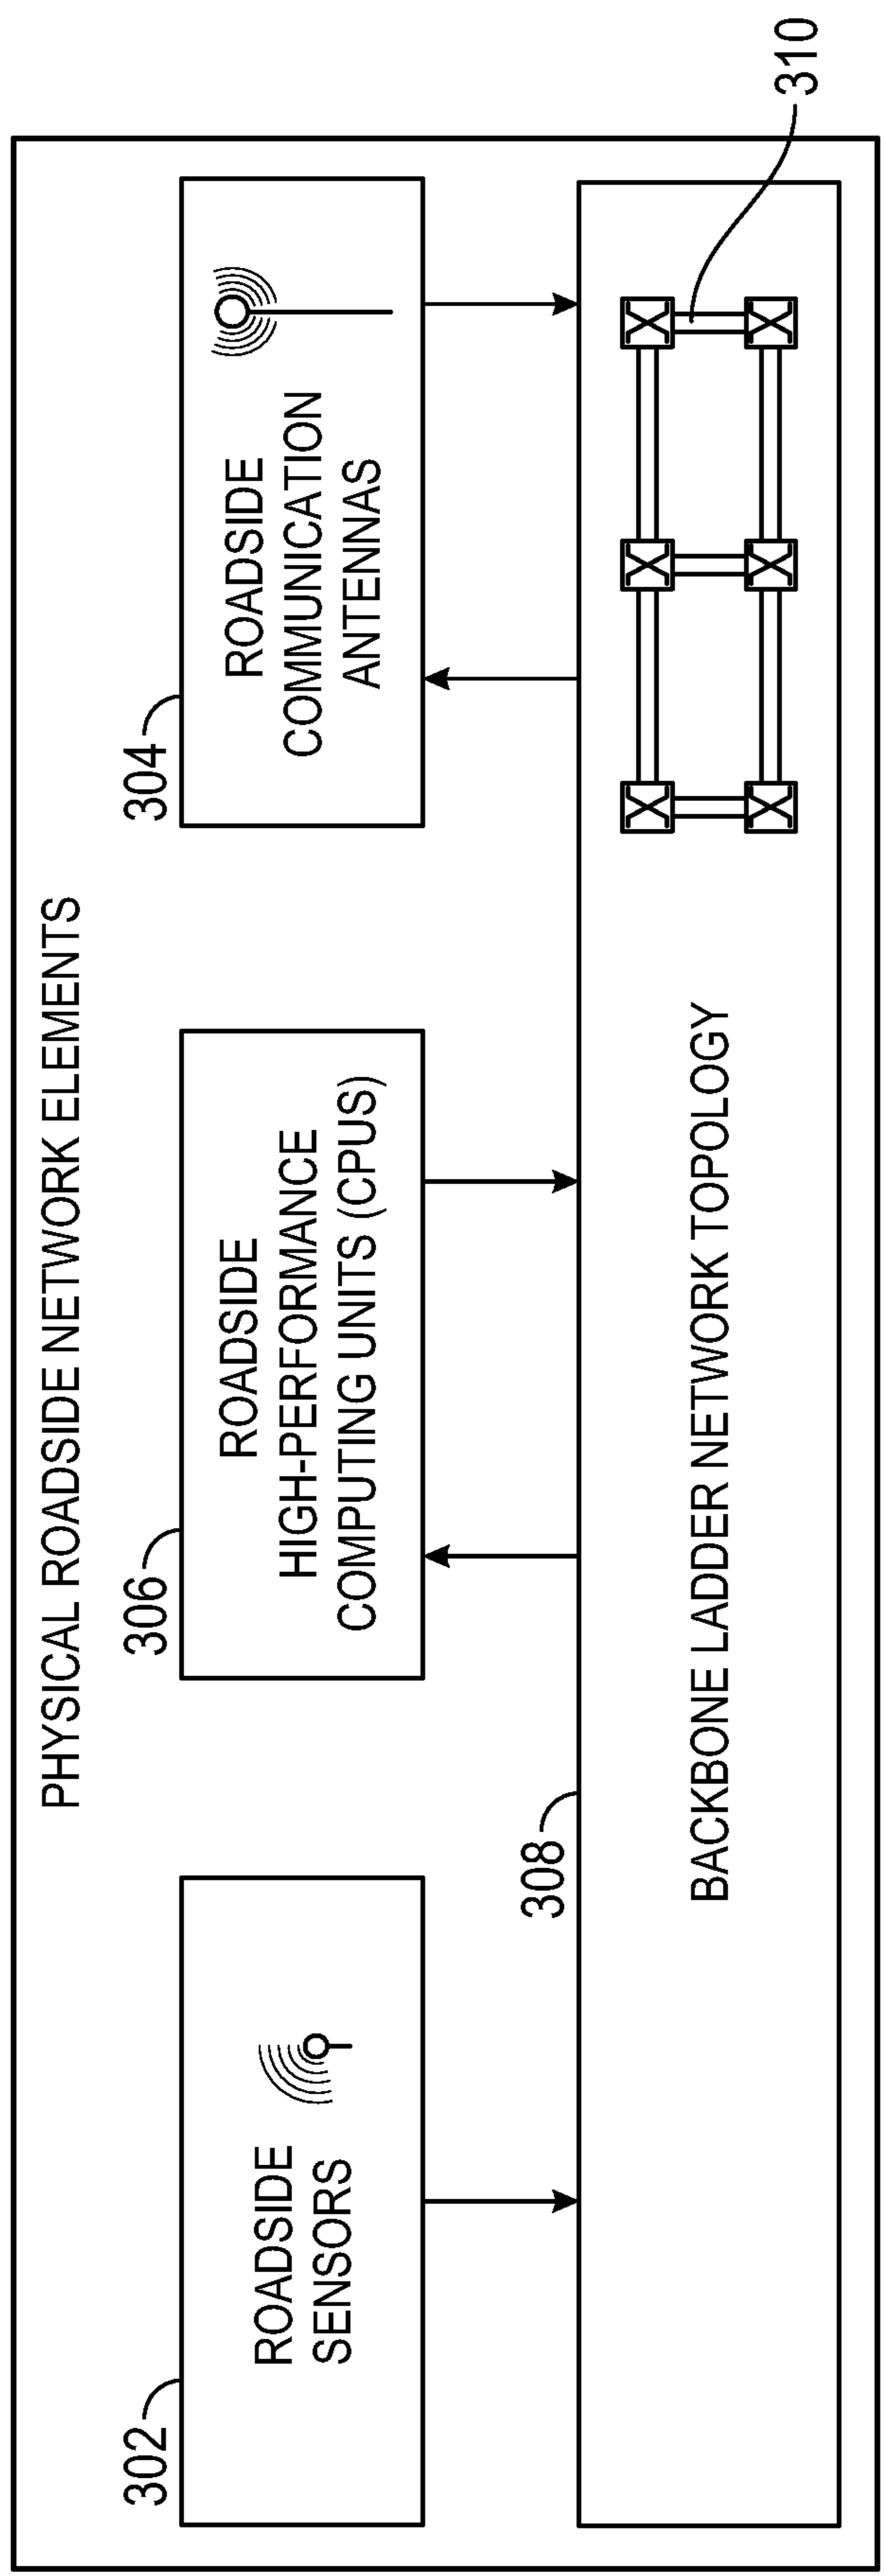 PHYSICAL ROADSIDE NETWORK ELEMENTS
302
ROADSIDE
SENSORS
306
ROADSIDE
HIGH-PERFORMANCE
COMPUTING UNITS (CPUS)
304
ROADSIDE
COMMUNICATION
ANTENNAS
308
BACKBONE LADDER NETWORK TOPOLOGY
310